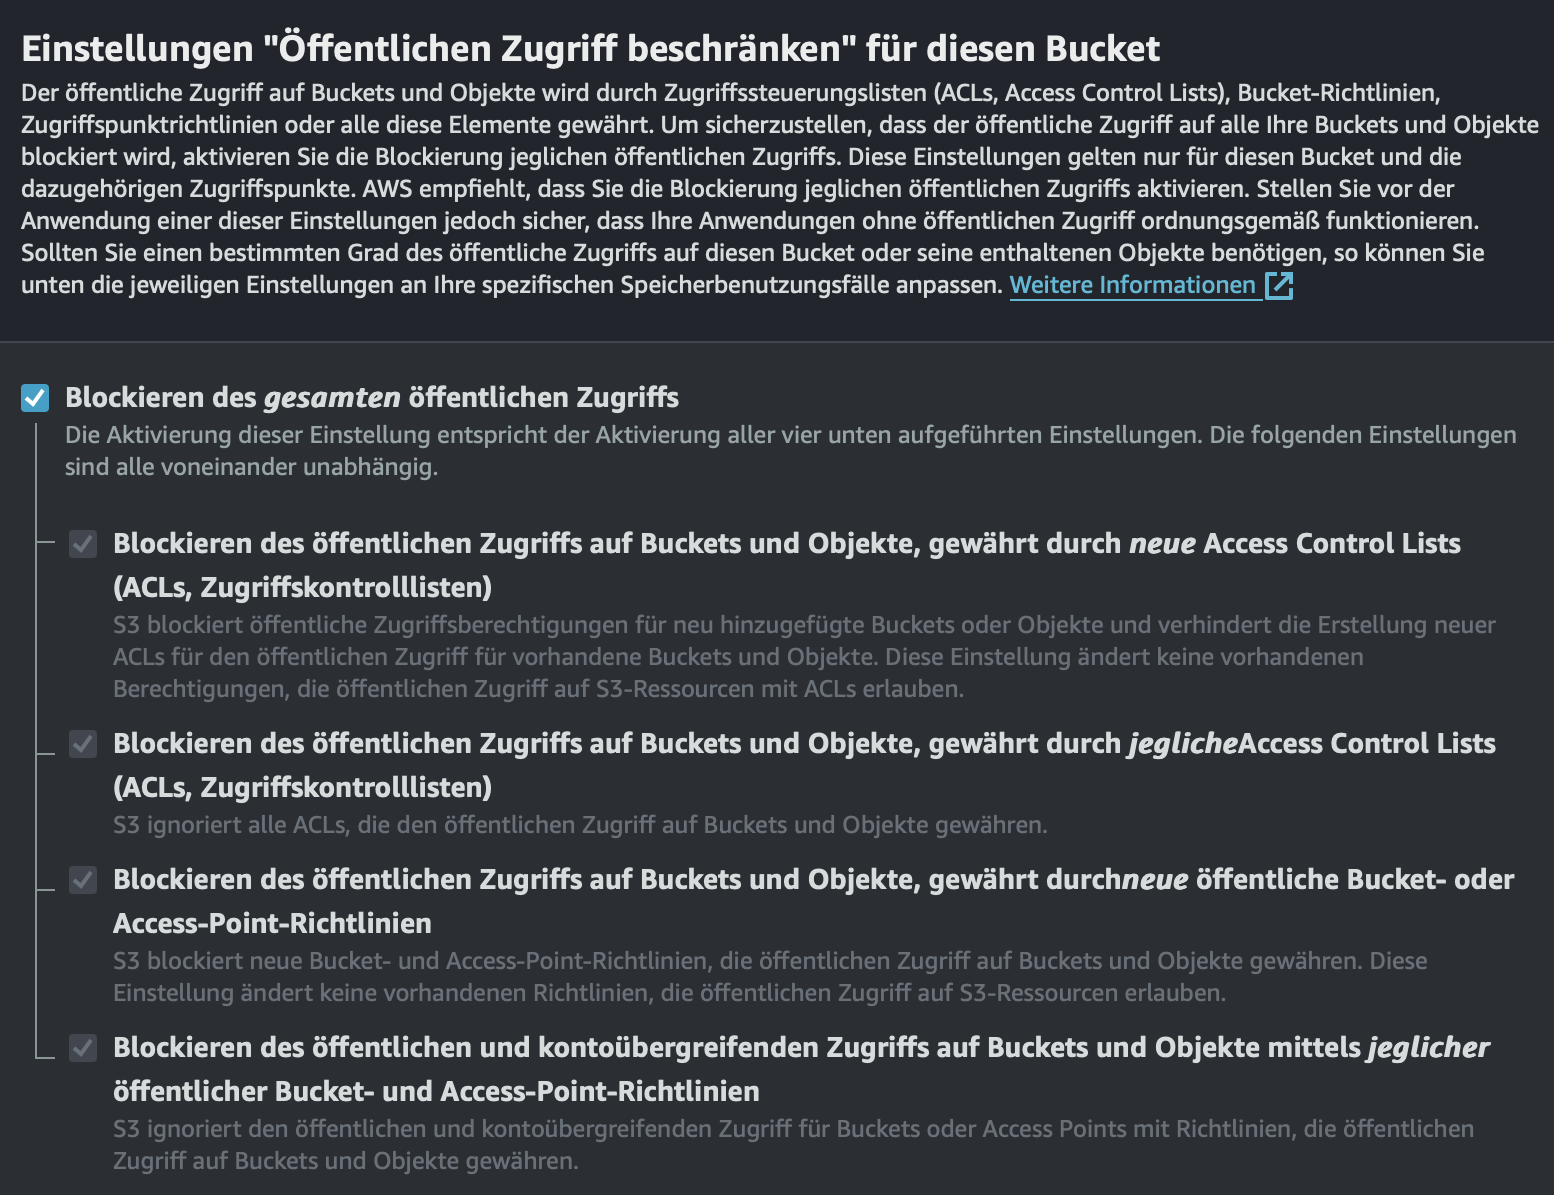 Einstellungen "Öffentlichen Zugriff beschränken" für diesen Bucket
Der öffentliche Zugriff auf Buckets und Objekte wird durch Zugriffssteuerungslisten (ACLs, Access Control Lists), Bucket-Richtlinien,
Zugriffspunktrichtlinien oder alle diese Elemente gewährt. Um sicherzustellen, dass der öffentliche Zugriff auf alle Ihre Buckets und Objekte
blockiert wird, aktivieren Sie die Blockierung jeglichen öffentlichen Zugriffs. Diese Einstellungen gelten nur für diesen Bucket und die
dazugehörigen Zugriffspunkte. AWS empfiehlt, dass Sie die Blockierung jeglichen öffentlichen Zugriffs aktivieren. Stellen Sie vor der
Anwendung einer dieser Einstellungen jedoch sicher, dass Ihre Anwendungen ohne öffentlichen Zugriff ordnungsgemäß funktionieren.
Sollten Sie einen bestimmten Grad des öffentliche Zugriffs auf diesen Bucket oder seine enthaltenen Objekte benötigen, so können Sie
unten die jeweiligen Einstellungen an Ihre spezifischen Speicherbenutzungsfälle anpassen. Weitere Informationen
Blockieren des gesamten öffentlichen Zugriffs
Die Aktivierung dieser Einstellung entspricht der Aktivierung aller vier unten aufgeführten Einstellungen. Die folgenden Einstellungen
sind alle voneinander unabhängig.
Blockieren des öffentlichen Zugriffs auf Buckets und Objekte, gewährt durch neue Access Control Lists
(ACLs, Zugriffskontrolllisten)
S3 blockiert öffentliche Zugriffsberechtigungen für neu hinzugefügte Buckets oder Objekte und verhindert die Erstellung neuer
ACLs für den öffentlichen Zugriff für vorhandene Buckets und Objekte. Diese Einstellung ändert keine vorhandenen
Berechtigungen, die öffentlichen Zugriff auf S3-Ressourcen mit ACLs erlauben.
Blockieren des öffentlichen Zugriffs auf Buckets und Objekte, gewährt durch jeglicheAccess Control Lists
(ACLs, Zugriffskontrolllisten)
S3 ignoriert alle ACLs, die den öffentlichen Zugriff auf Buckets und Objekte gewähren.
Blockieren des öffentlichen Zugriffs auf Buckets und Objekte, gewährt durchneue öffentliche Bucket- oder
Access-Point-Richtlinien
S3 blockiert neue Bucket- und Access-Point-Richtlinien, die öffentlichen Zugriff auf Buckets und Objekte gewähren. Diese
Einstellung ändert keine vorhandenen Richtlinien, die öffentlichen Zugriff auf S3-Ressourcen erlauben.
Blockieren des öffentlichen und kontoübergreifenden Zugriffs auf Buckets und Objekte mittels jeglicher
öffentlicher Bucket- und Access-Point-Richtlinien
S3 ignoriert den öffentlichen und kontoübergreifenden Zugriff für Buckets oder Access Points mit Richtlinien, die öffentlichen
Zugriff auf Buckets und Objekte gewähren.